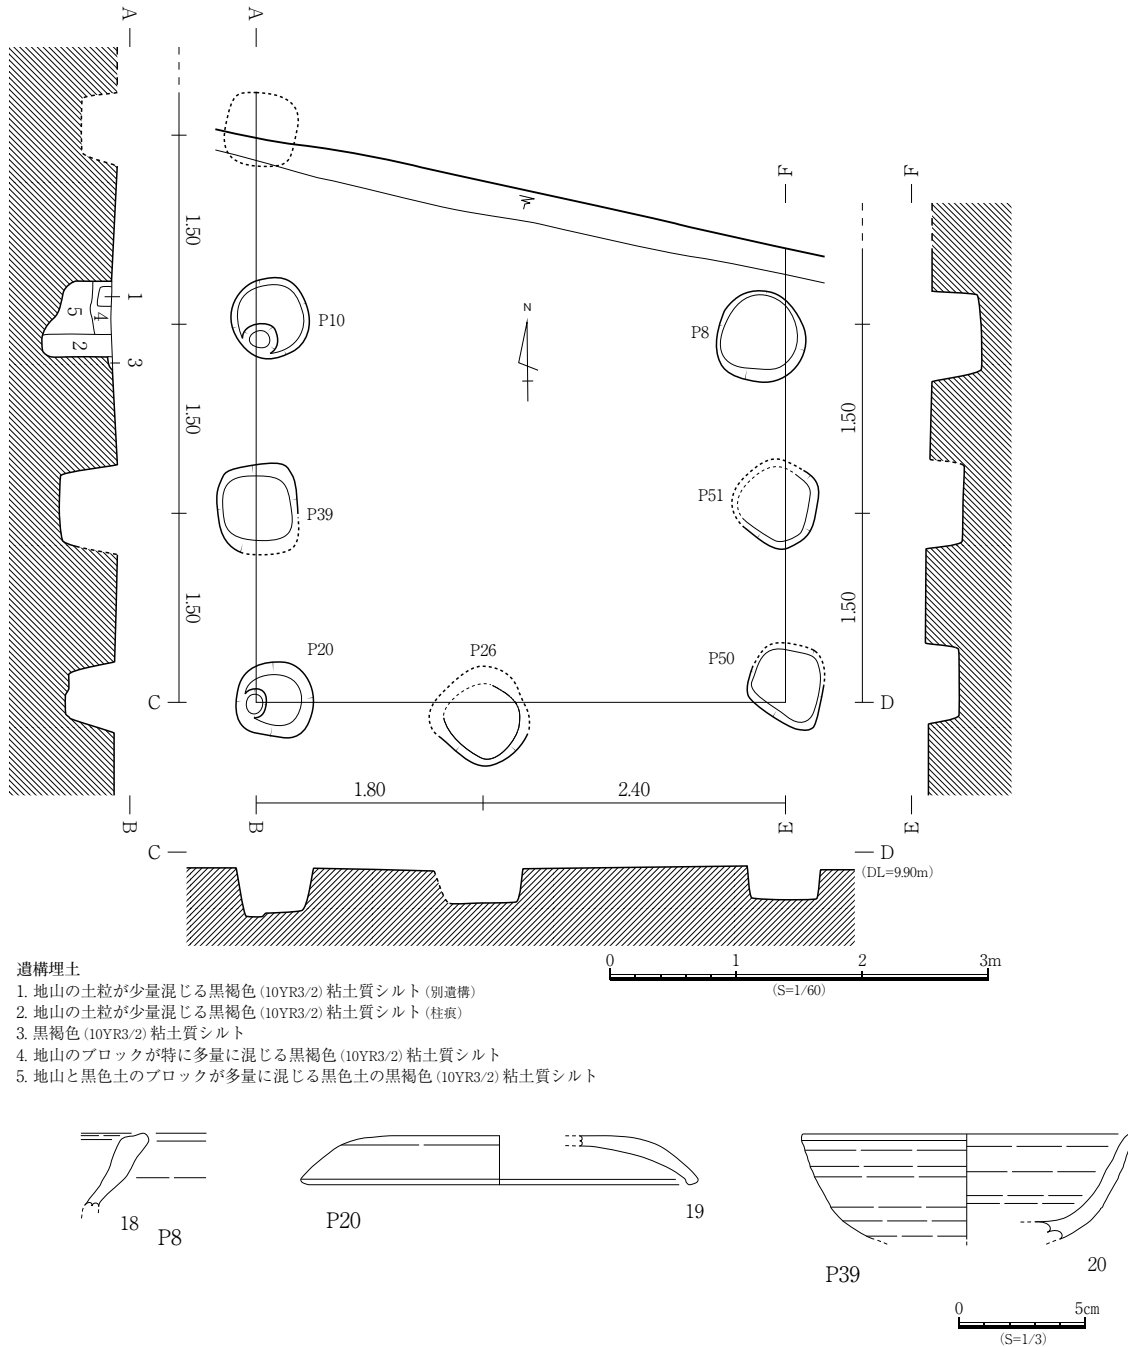 A
A
F
F
1.50
1
5
4
P10
P8
N
2
3
1.50
1.50
P39
P51
1.50
1.50
P20
P26
P50
C
D
1.80
2.40
B
B
E
E
C
D
(DL=9.90m)
遺構埋土
1. 地山の土粒が少量混じる黒褐色(10YR3/2)粘土質シルト(別遺構)
2. 地山の土粒が少量混じる黒褐色(10YR3/2)粘土質シルト(柱痕)
3. 黒褐色(10YR3/2)粘土質シルト
4. 地山のブロックが特に多量に混じる黒褐色(10YR3/2)粘土質シルト
5. 地山と黒色土のブロックが多量に混じる黒色土の黒褐色(10YR3/2)粘土質シルト
0 1 2 3m
(S=1/60)
18
P8
P20
19
P39
20
0 5cm
(S=1/3)